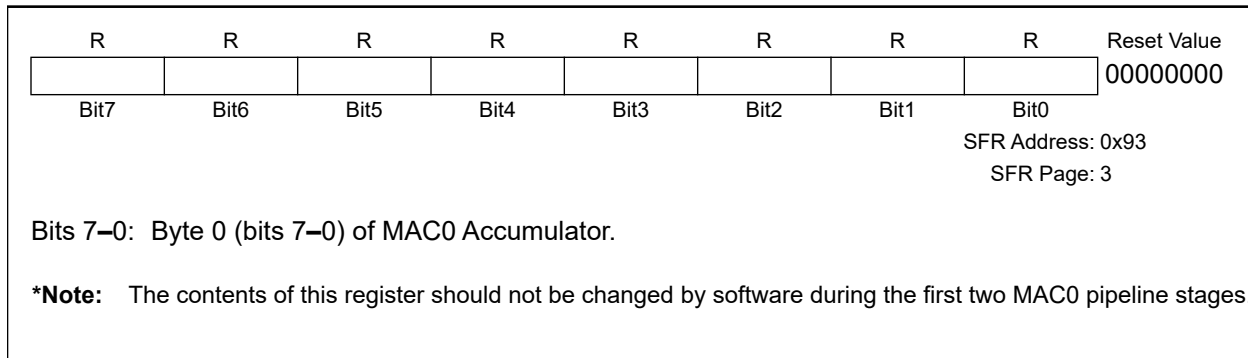 R R R R R R R R Reset Value
00000000
Bit7 Bit6 Bit5 Bit4 Bit3 Bit2 Bit1 Bit0
SFR Address: 0x93
SFR Page: 3
Bits 7–0: Byte 0 (bits 7–0) of MAC0 Accumulator.
*Note: The contents of this register should not be changed by software during the first two MAC0 pipeline stages